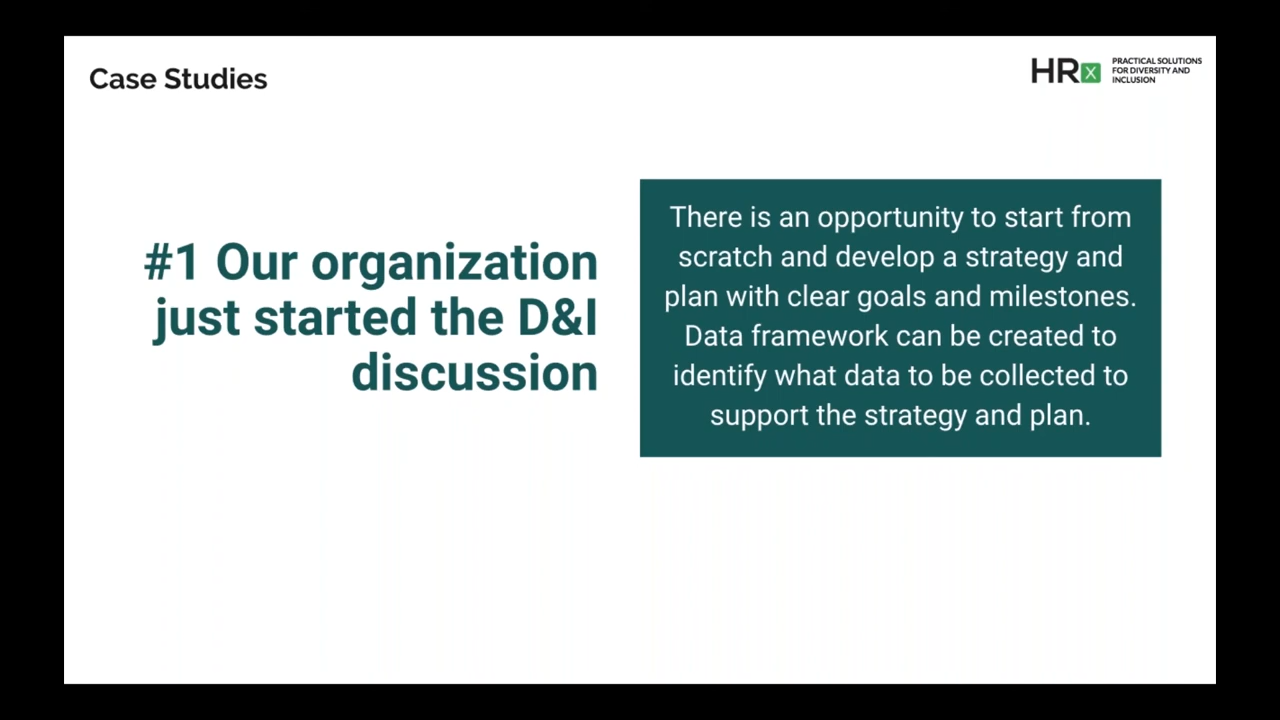 Case Studies
HRx
PRACTICAL SOLUTIONS
FOR DIVERSITY AND
INCLUSION
#1 Our organization
just started the D&I
discussion
There is an opportunity to start from
scratch and develop a strategy and
plan with clear goals and milestones.
Data framework can be created to
identify what data to be collected to
support the strategy and plan.